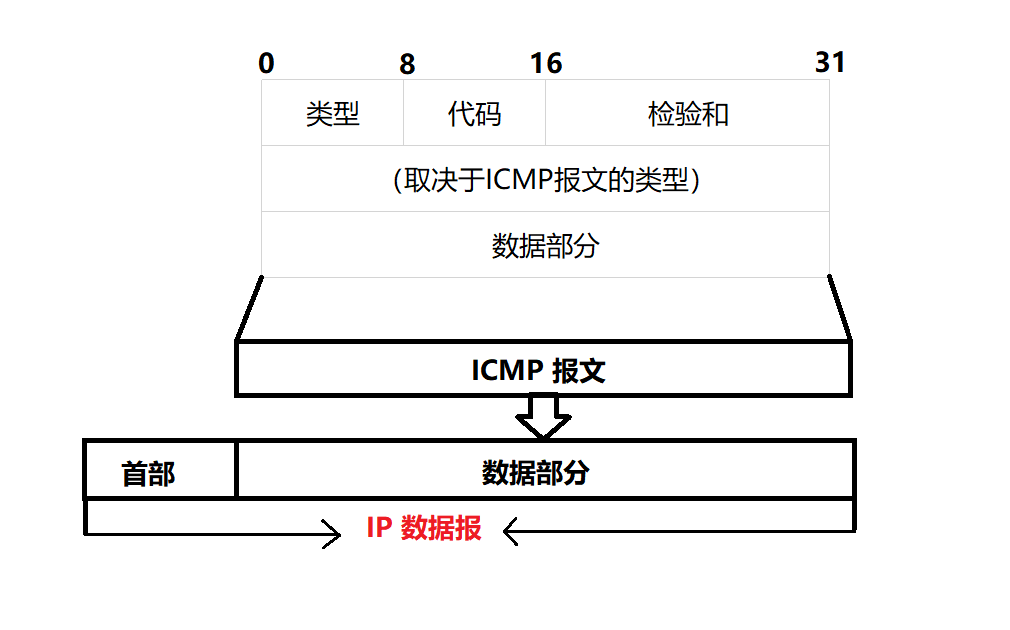 0 8 16 31
类型 代码 检验和
（取决于ICMP报文的类型）
数据部分
ICMP 报文
首部 数据部分
IP 数据报